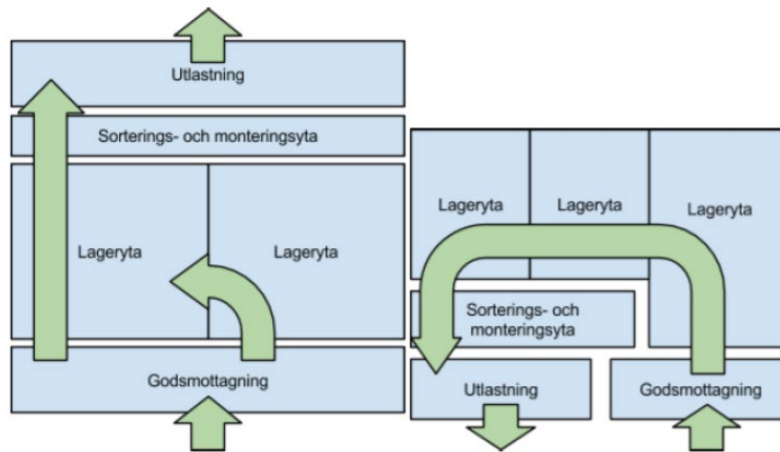 Utlastning
Sorterings- och monteringsyta
Lageryta
Lageryta
Godsmottagning
Lageryta
Lageryta
Lageryta
Sorterings- och
monteringsyta
Utlastning
Godsmottagning